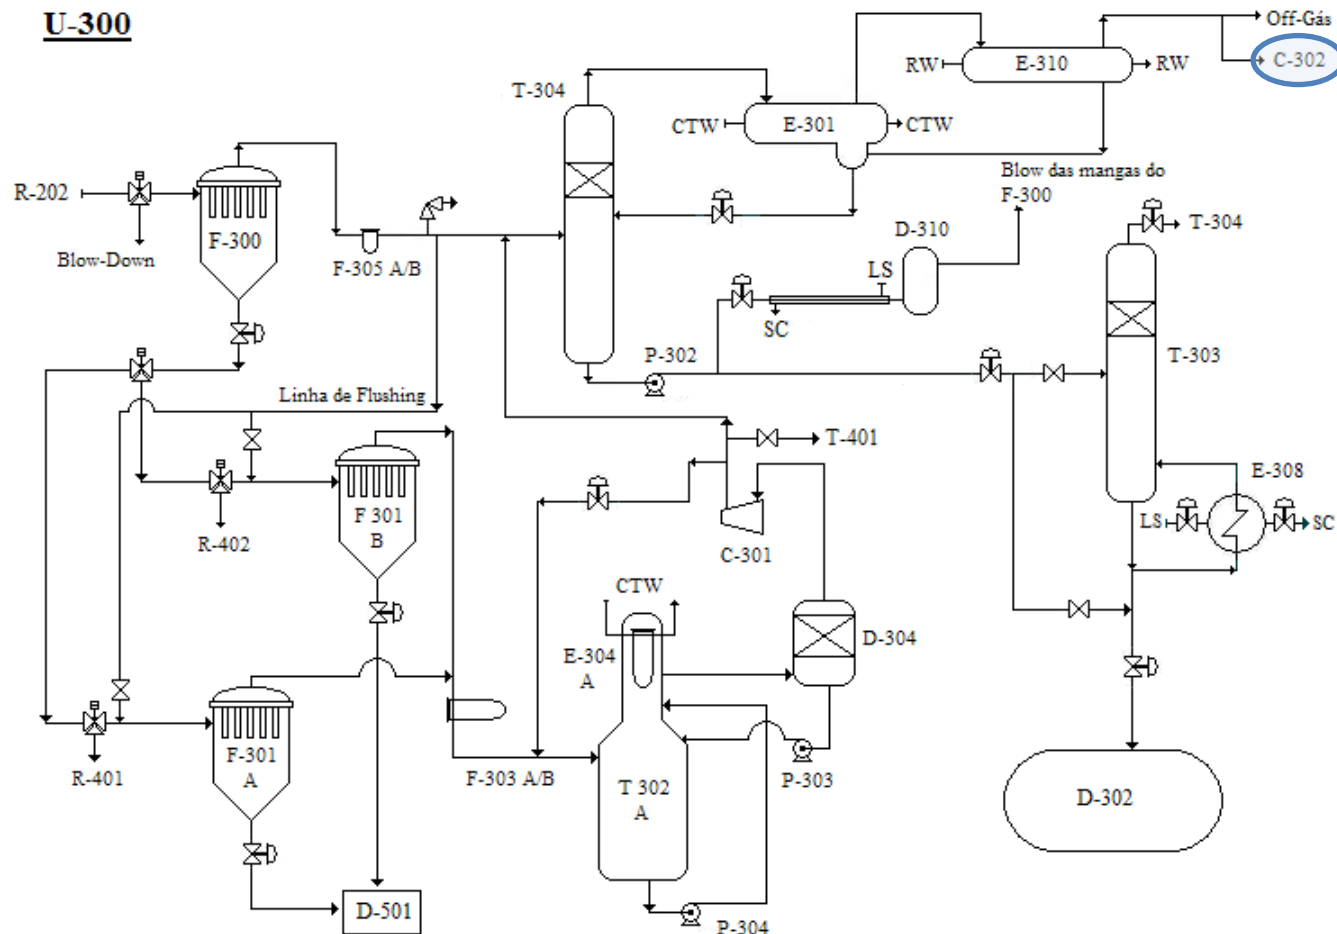 U-300
Off-Gás
C-302
RW
E-310
RW
T-304
CTW
E-301
CTW
Blow das mangas do
F-300
R-202
F-300
Blow-Down
F-305 A/B
D-310
T-304
LS
SC
P-302
T-303
Linha de Flushing
T-401
E-308
LS
SC
F 301
B
R-402
C-301
CTW
E-304
A
D-304
F-301
A
R-401
F-303 A/B
T 302
A
P-303
D-302
D-501
P-304